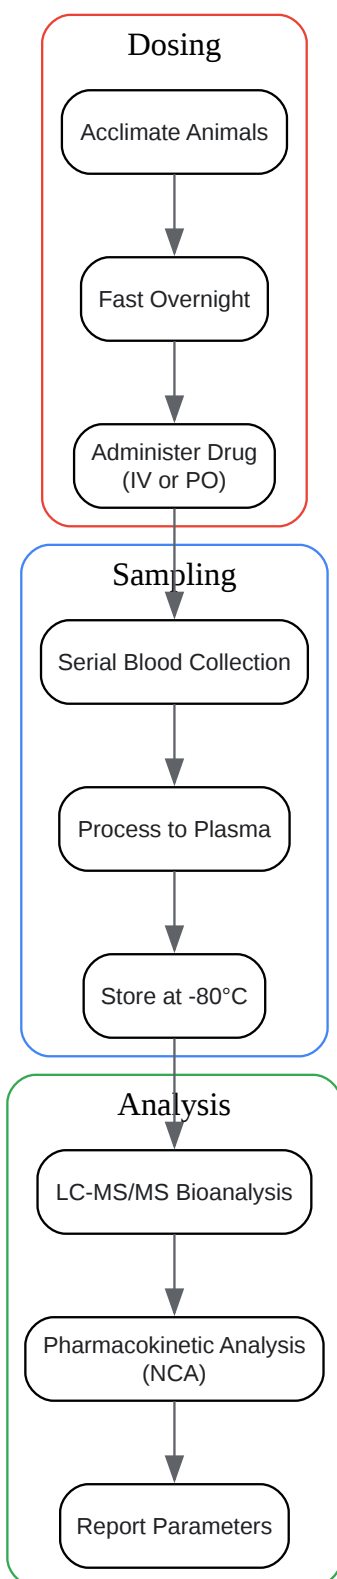 Dosing
Acclimate Animals
Fast Overnight
Administer Drug
(IV or PO)
Sampling
Serial Blood Collection
Process to Plasma
Store at -80°C
Analysis
LC-MS/MS Bioanalysis
Pharmacokinetic Analysis
(NCA)
Report Parameters